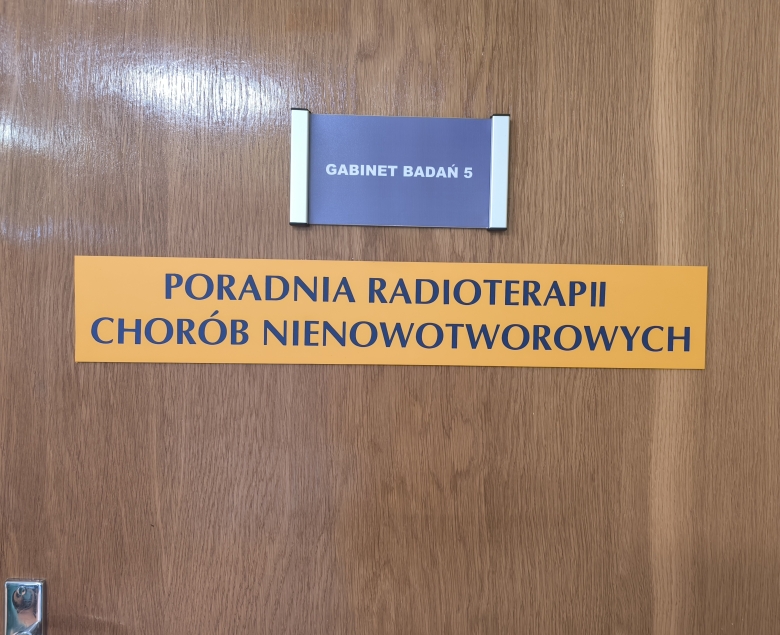 GABINET BADAŃ 5
PORADNIA RADIOTERAPII
CHORÓB NIENOWOTWOROWYCH